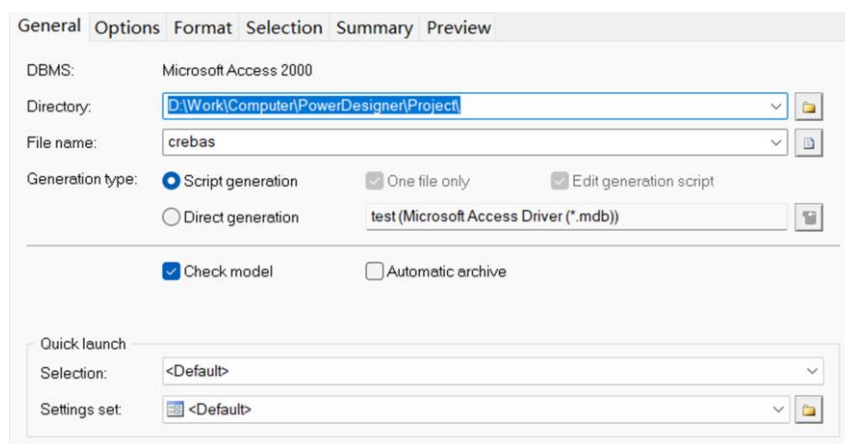 General Options Format Selection Summary Preview
DBMS: Microsoft Access 2000
Directory: D:\Work\Computer\PowerDesigner\Project\
File name: crebas
Generation type: Script generation One file only Edit generation script
Direct generation test (Microsoft Access Driver (*.mdb))
Check model Automatic archive
Quick launch
Selection: <Default>
Settings set: <Default>